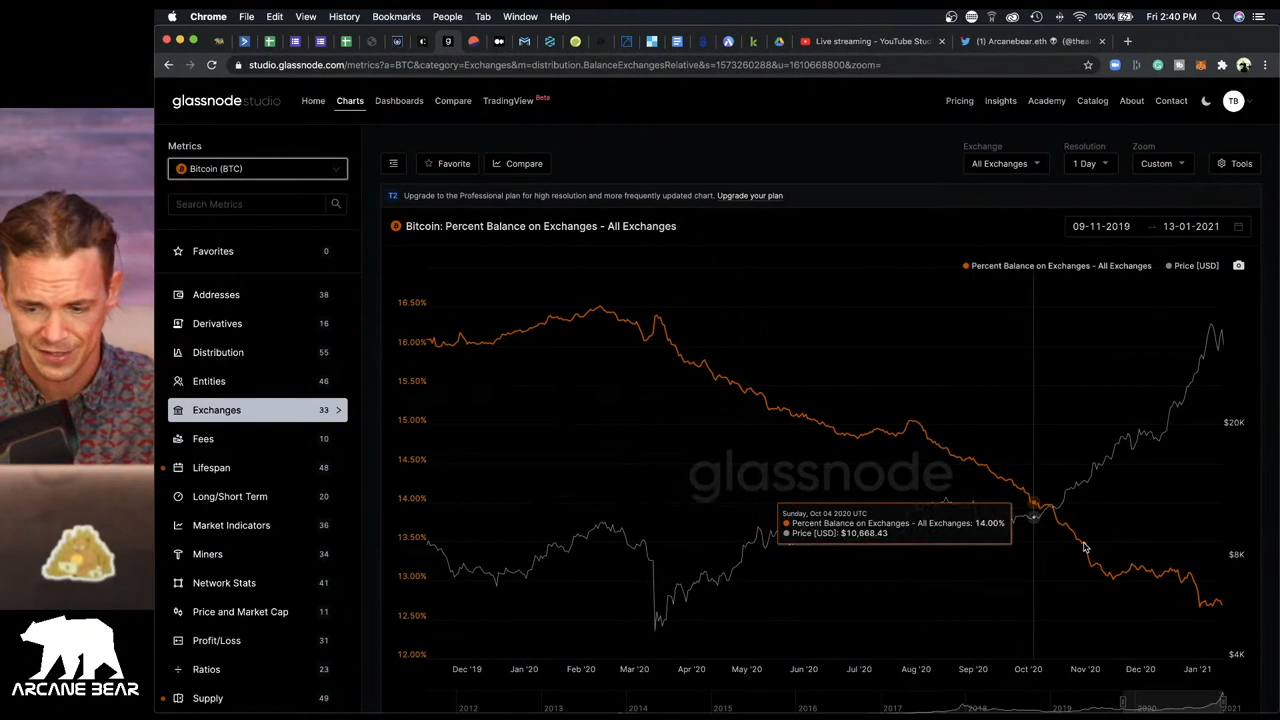 Chrome File Edit View History Bookmarks People Tab Window Help
100% Fri 2:40 PM
Live streaming - YouTube Stu
Arcanebear.eth (@thear
studio.glassnode.com/metrics?a=BTC&category=Exchanges&m=distribution.BalanceExchangesRelative&s=1573260288&u=1610668800&zoom=
glassnode studio
Home Charts Dashboards Compare TradingView Beta
Pricing Insights Academy Catalog About Contact TB
Metrics
Bitcoin (BTC)
Search Metrics
Favorites 0
Addresses 38
Derivatives 16
Distribution 55
Entities 46
Exchanges 33
Fees 10
Lifespan 48
Long/Short Term 20
Market Indicators 36
Miners 34
Network Stats 41
Price and Market Cap 11
Profit/Loss 31
Ratios 23
Supply 49
Favorite Compare
Exchange Resolution Zoom
All Exchanges 1 Day Custom Tools
T2 Upgrade to the Professional plan for high resolution and more frequently updated chart. Upgrade your plan
Bitcoin: Percent Balance on Exchanges - All Exchanges
09-11-2019 → 13-01-2021
Percent Balance on Exchanges - All Exchanges Price [USD]
16.50%
16.00%
15.50%
15.00%
14.50%
14.00%
13.50%
13.00%
12.50%
12.00%
$20K
$8K
$4K
glassnode
Sunday, Oct 04 2020 UTC
Percent Balance on Exchanges - All Exchanges: 14.00%
Price [USD]: $10,668.43
Dec '19 Jan '20 Feb '20 Mar '20 Apr '20 May '20 Jun '20 Jul '20 Aug '20 Sep '20 Oct '20 Nov '20 Dec '20 Jan '21
2012 2013 2014 2015 2016 2017 2018 2019 2020 2021
ARCANE BEAR